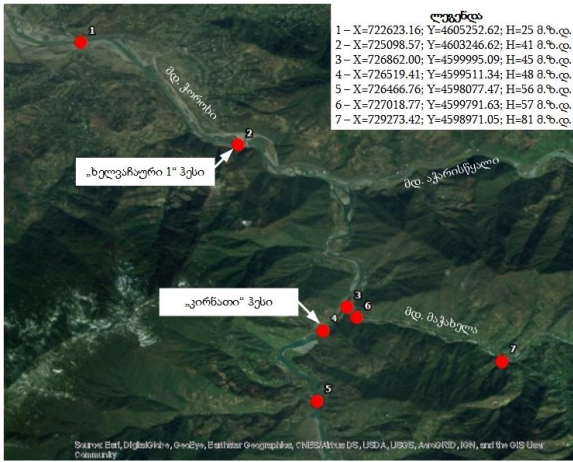 ლეგენდა
1 – X=722623.16; Y=4605252.62; H=25 მ.ზ.დ.
2 – X=725098.57; Y=4603246.62; H=41 მ.ზ.დ.
3 – X=726862.00; Y=4599995.09; H=45 მ.ზ.დ.
4 – X=726519.41; Y=4599511.34; H=48 მ.ზ.დ.
5 – X=726466.76; Y=4598077.47; H=56 მ.ზ.დ.
6 – X=727018.77; Y=4599791.63; H=57 მ.ზ.დ.
7 – X=729273.42; Y=4598971.05; H=81 მ.ზ.დ.
1
მდ. ჭოროხი
2
„ხელვაჩაური 1“ ჰესი
მდ. აჭარისწყალი
„კირნათი“ ჰესი
3
6
4
მდ. მაჭახელა
7
5
Source: Esri, DigitalGlobe, GeoEye, Earthstar Geographics, CNES/Airbus DS, USDA, USGS, AeroGRID, IGN, and the GIS User
Community